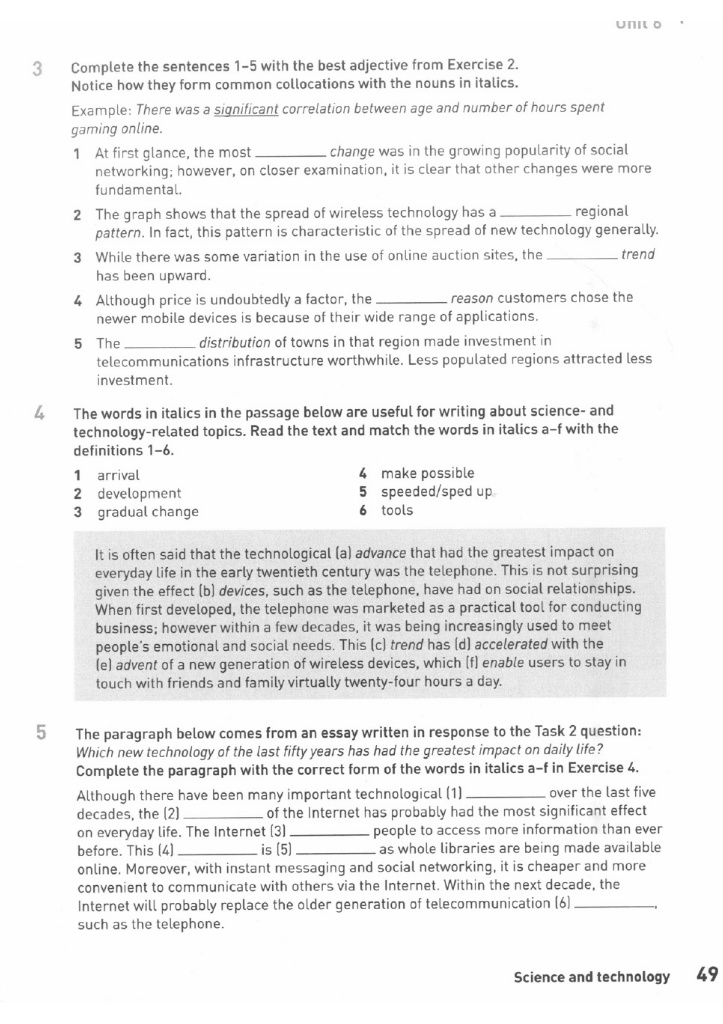 Unit 6
3 Complete the sentences 1–5 with the best adjective from Exercise 2.
Notice how they form common collocations with the nouns in italics.
Example: There was a significant correlation between age and number of hours spent
gaming online.
1 At first glance, the most __________ change was in the growing popularity of social
networking; however, on closer examination, it is clear that other changes were more
fundamental.
2 The graph shows that the spread of wireless technology has a __________ regional
pattern. In fact, this pattern is characteristic of the spread of new technology generally.
3 While there was some variation in the use of online auction sites, the __________ trend
has been upward.
4 Although price is undoubtedly a factor, the __________ reason customers chose the
newer mobile devices is because of their wide range of applications.
5 The __________ distribution of towns in that region made investment in
telecommunications infrastructure worthwhile. Less populated regions attracted less
investment.
4 The words in italics in the passage below are useful for writing about science- and
technology-related topics. Read the text and match the words in italics a–f with the
definitions 1–6.
1 arrival
2 development
3 gradual change
4 make possible
5 speeded/sped up
6 tools
It is often said that the technological (a) advance that had the greatest impact on
everyday life in the early twentieth century was the telephone. This is not surprising
given the effect (b) devices, such as the telephone, have had on social relationships.
When first developed, the telephone was marketed as a practical tool for conducting
business; however within a few decades, it was being increasingly used to meet
people's emotional and social needs. This (c) trend has (d) accelerated with the
(e) advent of a new generation of wireless devices, which (f) enable users to stay in
touch with friends and family virtually twenty-four hours a day.
5 The paragraph below comes from an essay written in response to the Task 2 question:
Which new technology of the last fifty years has had the greatest impact on daily life?
Complete the paragraph with the correct form of the words in italics a–f in Exercise 4.
Although there have been many important technological (1) __________ over the last five
decades, the (2) __________ of the Internet has probably had the most significant effect
on everyday life. The Internet (3) __________ people to access more information than ever
before. This (4) __________ is (5) __________ as whole libraries are being made available
online. Moreover, with instant messaging and social networking, it is cheaper and more
convenient to communicate with others via the Internet. Within the next decade, the
Internet will probably replace the older generation of telecommunication (6) __________,
such as the telephone.
Science and technology 49